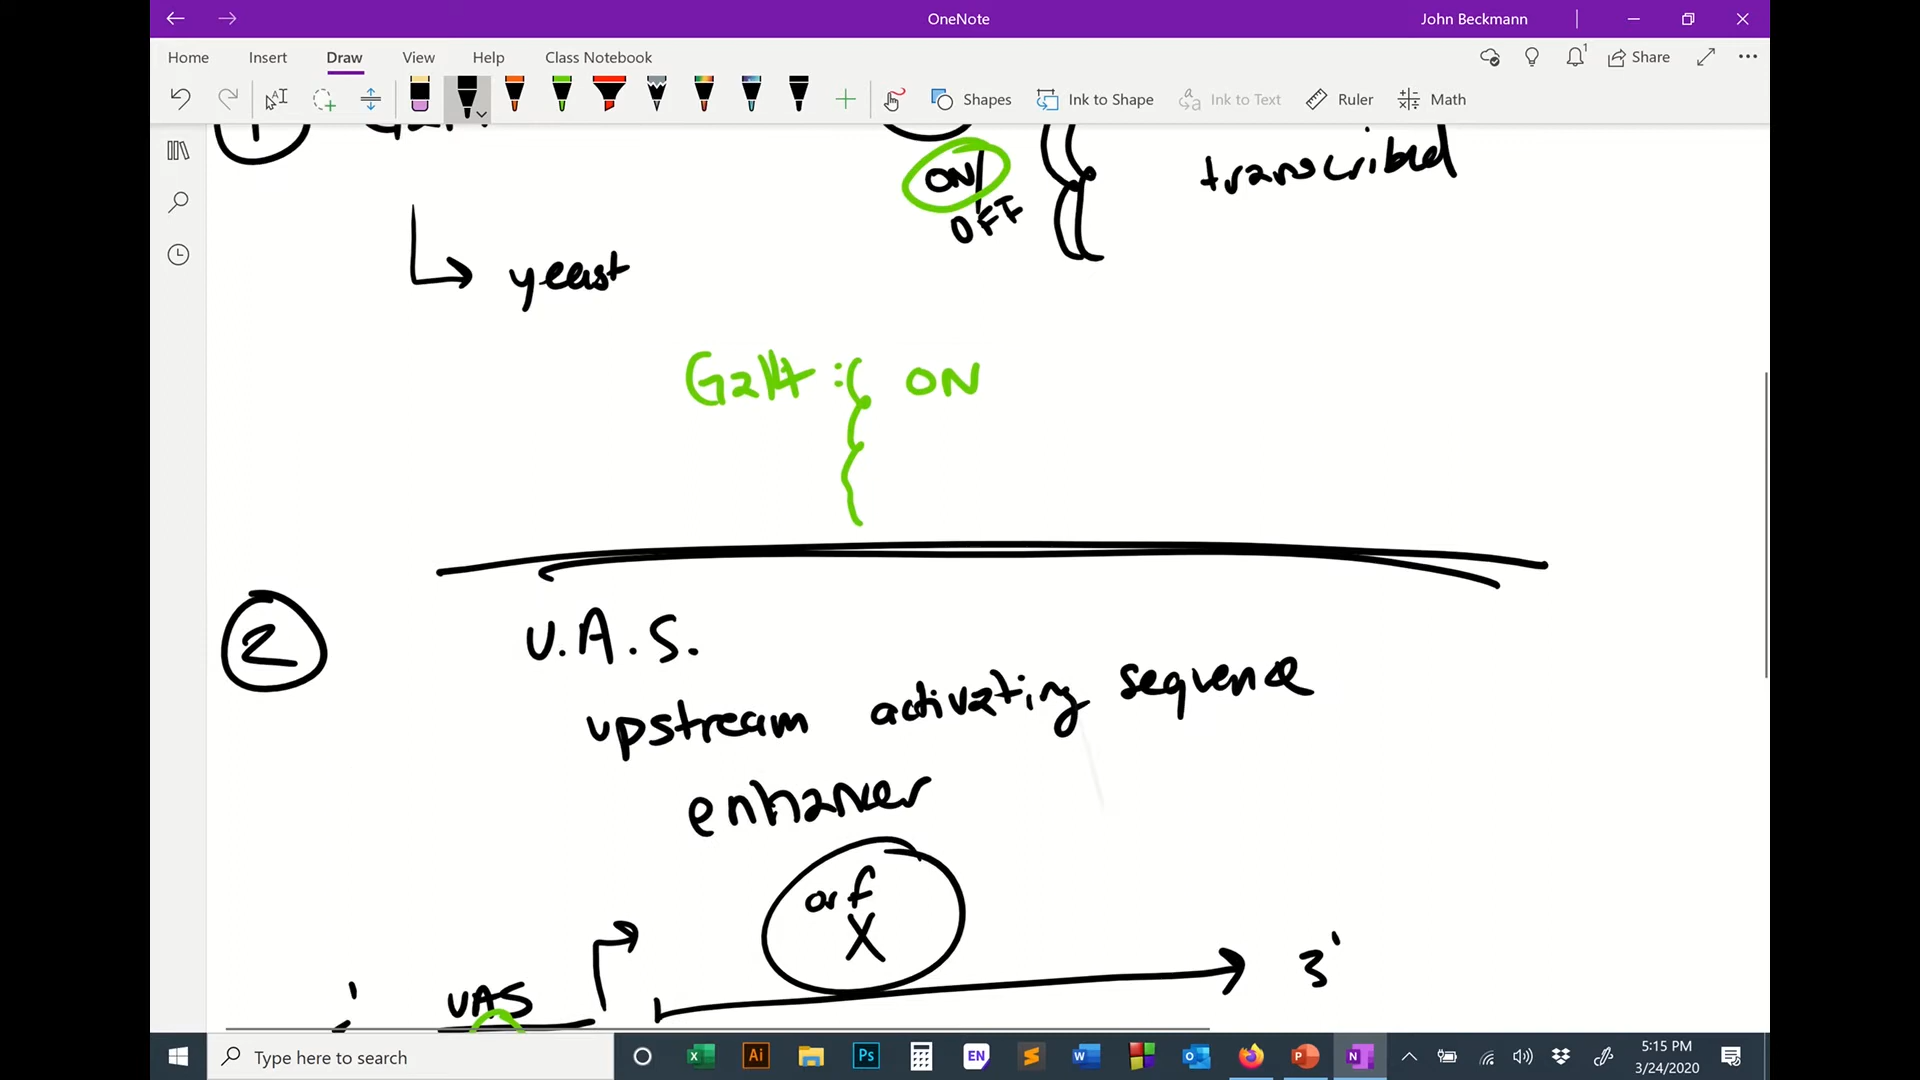 OneNote
John Beckmann
Home Insert Draw View Help Class Notebook
1 Share
Shapes Ink to Shape Ink to Text Ruler Math
1
ON/
OFF
transcribed
yeast
Gal4 : ON
2
U.A.S.
upstream activating sequence
enhancer
orf
X
3'
UAS
Type here to search
5:15 PM
3/24/2020